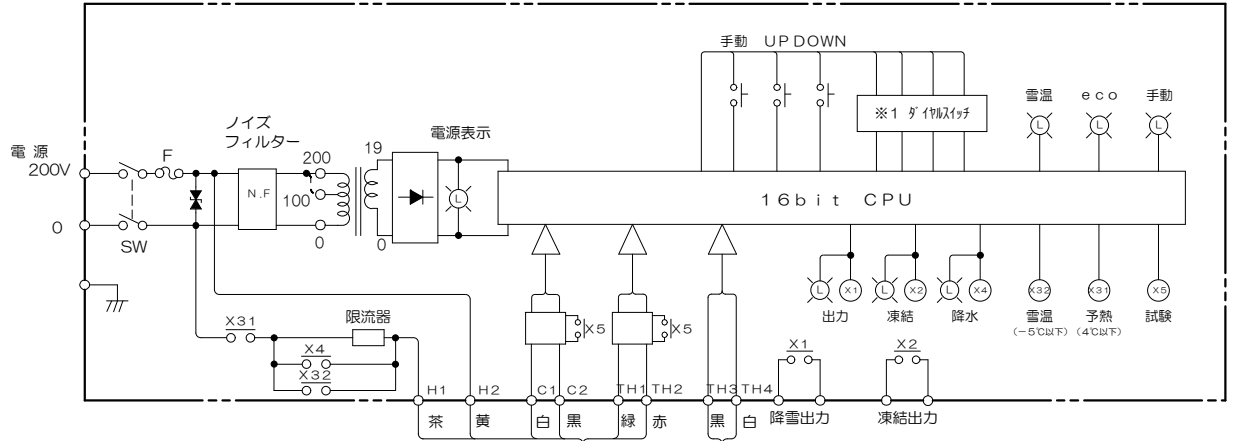 手動 UP DOWN
※1 ダイヤルスイッチ
雪温 eco 手動
L L L
電源
200V
0
SW
F
ノイズ
フィルター
N.F
200
100
0
19
0
電源表示
L
16bit CPU
L X1 L X2 L X4 X32 X31 X5
出力 凍結 降水 雪温 予熱 試験
(−5℃以下) (4℃以下)
X31
限流器
X4
X32
X5 X5
X1 X2
H1 H2 C1 C2 TH1 TH2 TH3 TH4
降雪出力 凍結出力
茶 黄 白 黒 緑 赤 黒 白